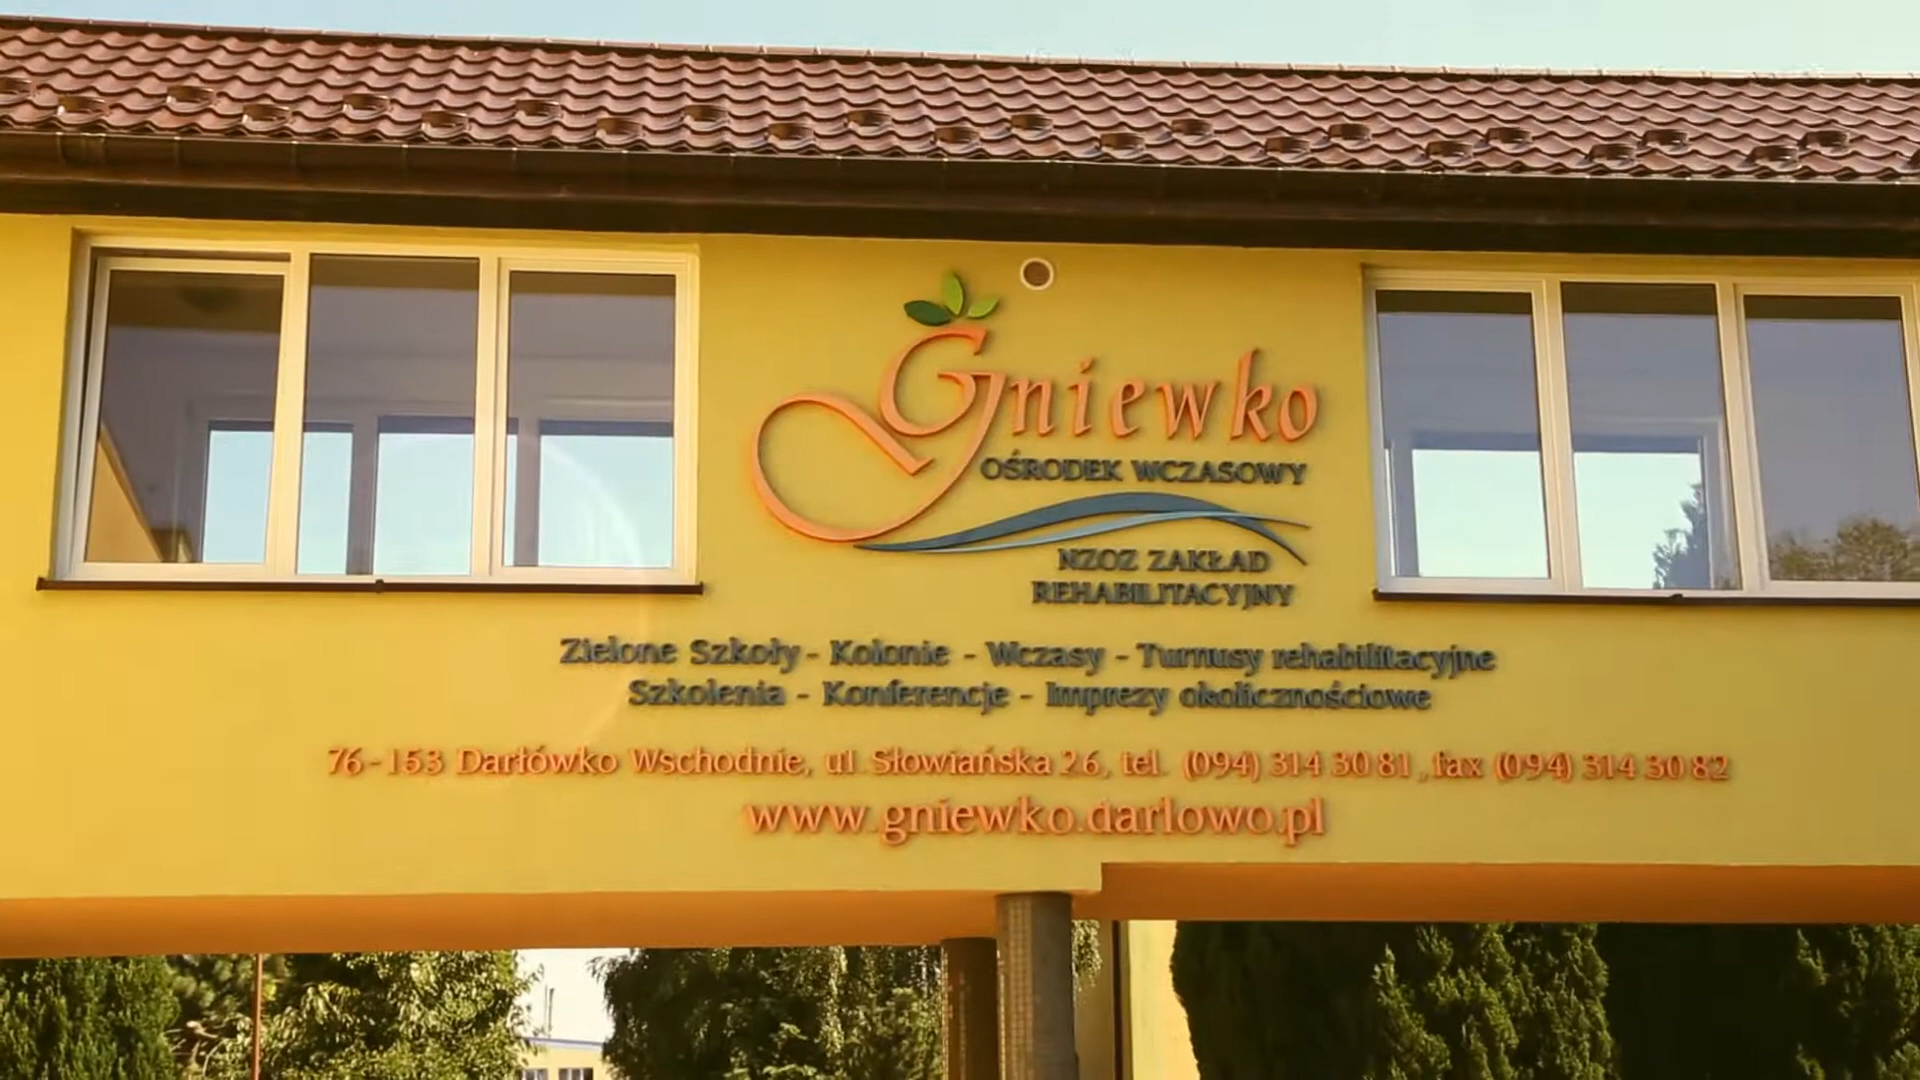 Gniewko
OŚRODEK WCZASOWY
NZOZ ZAKŁAD
REHABILITACYJNY
Zielone Szkoły - Kolonie - Wczasy - Turnusy rehabilitacyjne
Szkolenia - Konferencje - Imprezy okolicznościowe
76-153 Darłówko Wschodnie, ul. Słowiańska 26, tel. (094) 314 30 81, fax (094) 314 30 82
www.gniewko.darlowo.pl